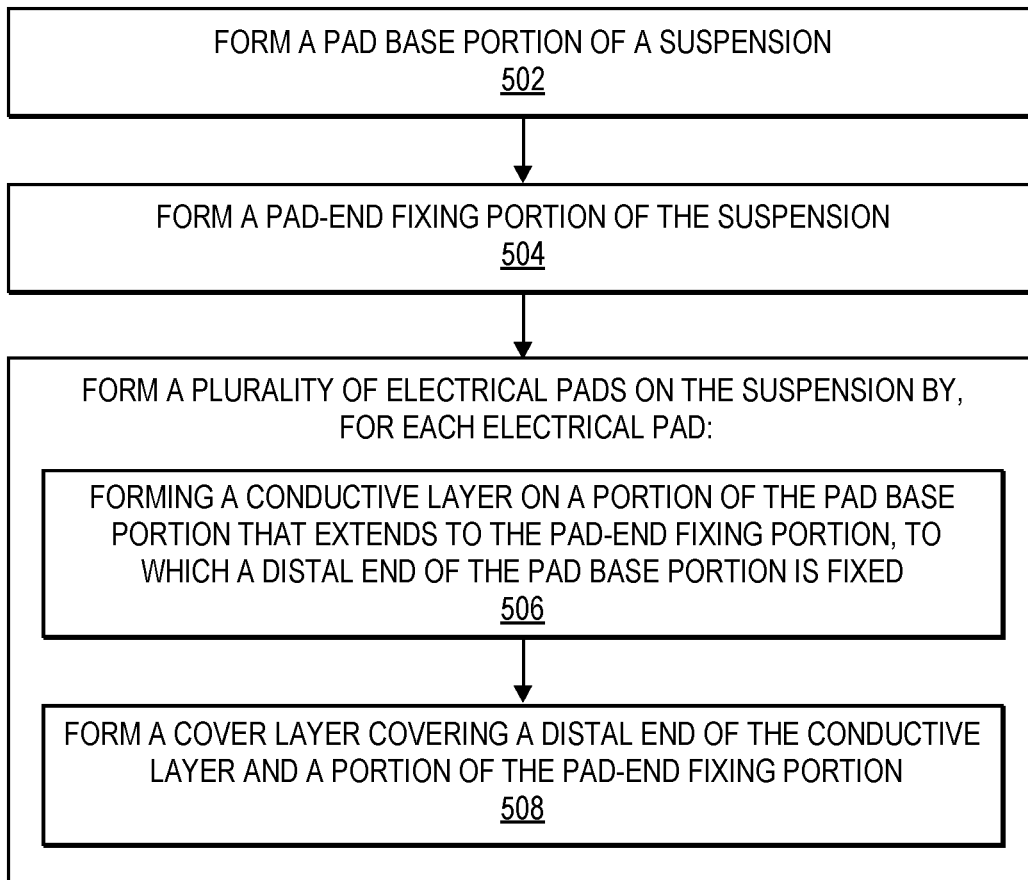 FORM A PAD BASE PORTION OF A SUSPENSION
502
FORM A PAD-END FIXING PORTION OF THE SUSPENSION
504
FORM A PLURALITY OF ELECTRICAL PADS ON THE SUSPENSION BY,
FOR EACH ELECTRICAL PAD:
FORMING A CONDUCTIVE LAYER ON A PORTION OF THE PAD BASE
PORTION THAT EXTENDS TO THE PAD-END FIXING PORTION, TO
WHICH A DISTAL END OF THE PAD BASE PORTION IS FIXED
506
FORM A COVER LAYER COVERING A DISTAL END OF THE CONDUCTIVE
LAYER AND A PORTION OF THE PAD-END FIXING PORTION
508